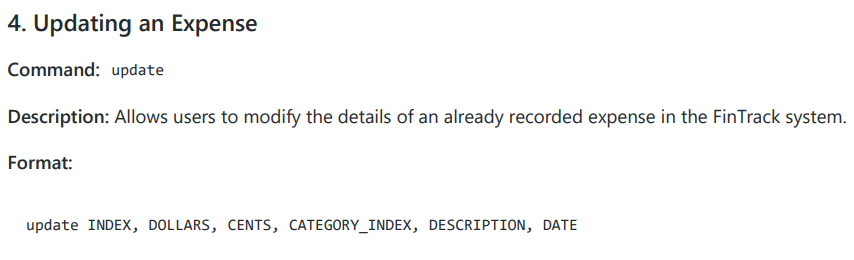 4. Updating an Expense
Command: update
Description: Allows users to modify the details of an already recorded expense in the FinTrack system.
Format:
update INDEX, DOLLARS, CENTS, CATEGORY_INDEX, DESCRIPTION, DATE